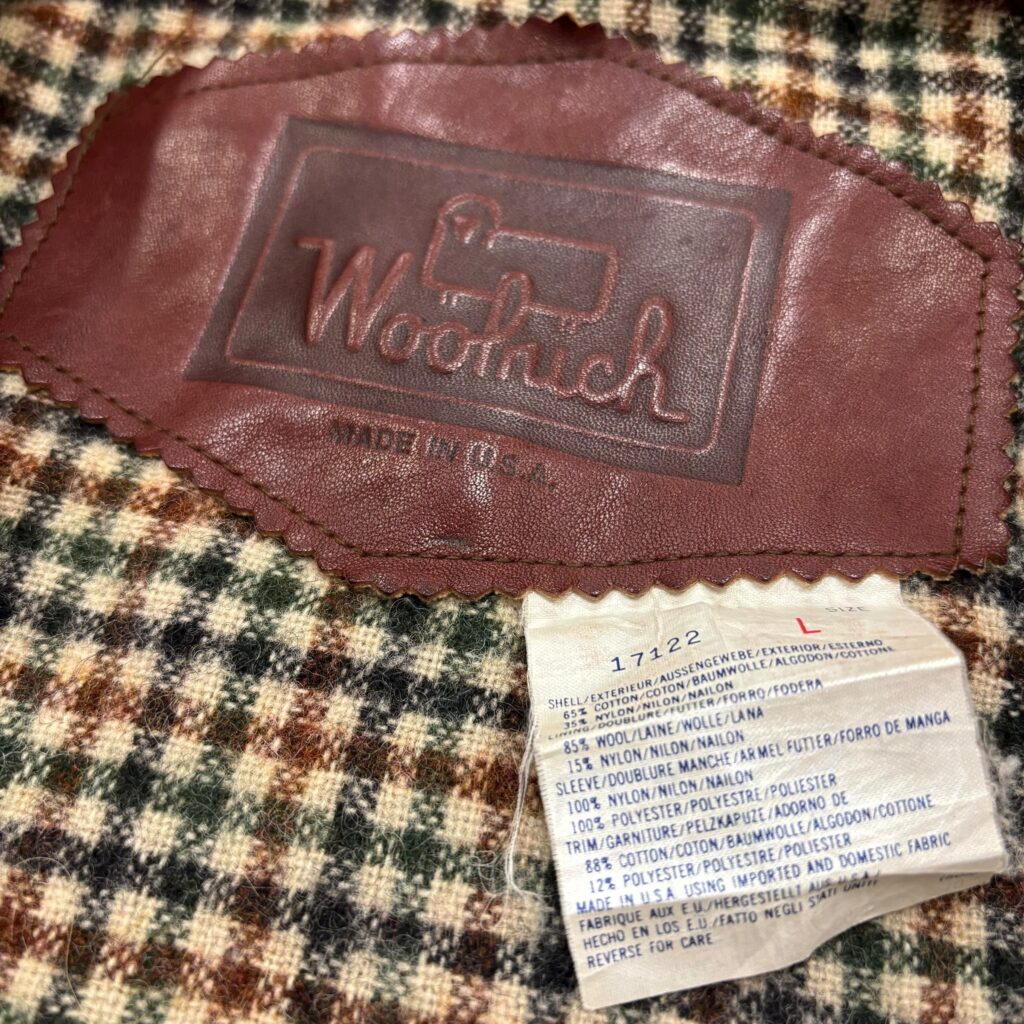 Woolrich
MADE IN U.S.A.
SIZE
17122 L
SHELL/EXTERIEUR/AUSSENGEWEBE/EXTERIOR/ESTERNO
65% COTTON/COTON/BAUMWOLLE/ALGODON/COTTONE
35% NYLON/NILON/NAILON
LINING/DOUBLURE/FUTTER/FORRO/FODERA
85% WOOL/LAINE/WOLLE/LANA
15% NYLON/NILON/NAILON
SLEEVE/DOUBLURE MANCHE/ARMEL FUTTER/FORRO DE MANGA
100% NYLON/NILON/NAILON
100% POLYESTER/POLYESTRE/POLIESTER
TRIM/GARNITURE/PELZKAPUZE/ADORNO DE
88% COTTON/COTON/BAUMWOLLE/ALGODON/COTTONE
12% POLYESTER/POLYESTRE/POLIESTER
MADE IN U.S.A USING IMPORTED AND DOMESTIC FABRIC
FABRIQUE AUX E.U./HERGESTELLT AUS U.S.A./
HECHO EN LOS E.U./FATTO NEGLI STATI UNITI
REVERSE FOR CARE